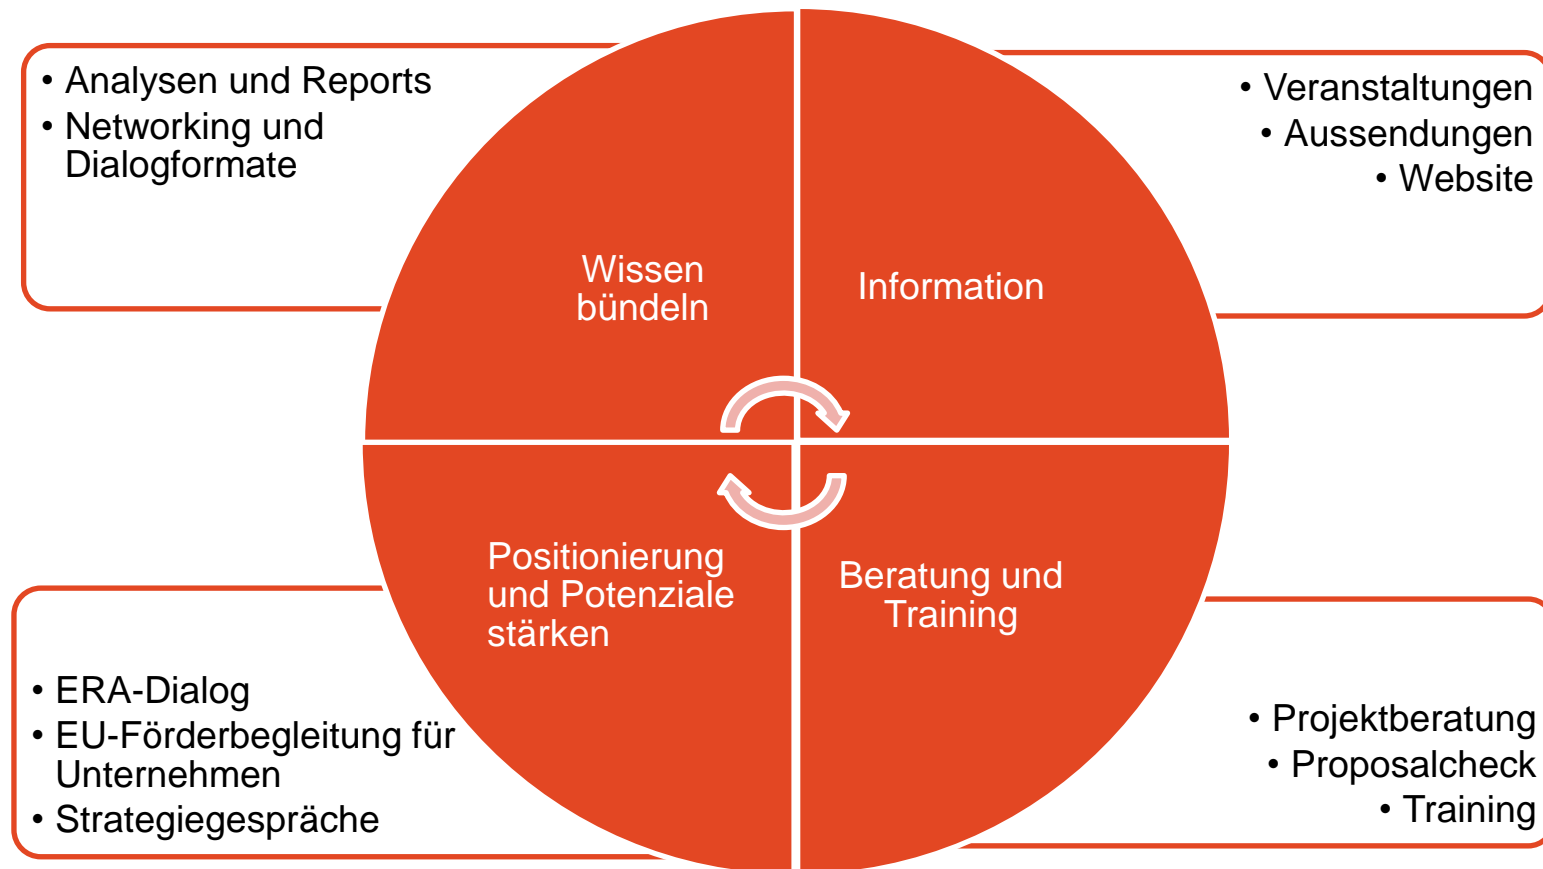 • Analysen und Reports
• Networking und
Dialogformate
• Veranstaltungen
• Aussendungen
• Website
Wissen
bündeln
Information
Positionierung
und Potenziale
stärken
Beratung und
Training
• ERA-Dialog
• EU-Förderbegleitung für
Unternehmen
• Strategiegespräche
• Projektberatung
• Proposalcheck
• Training